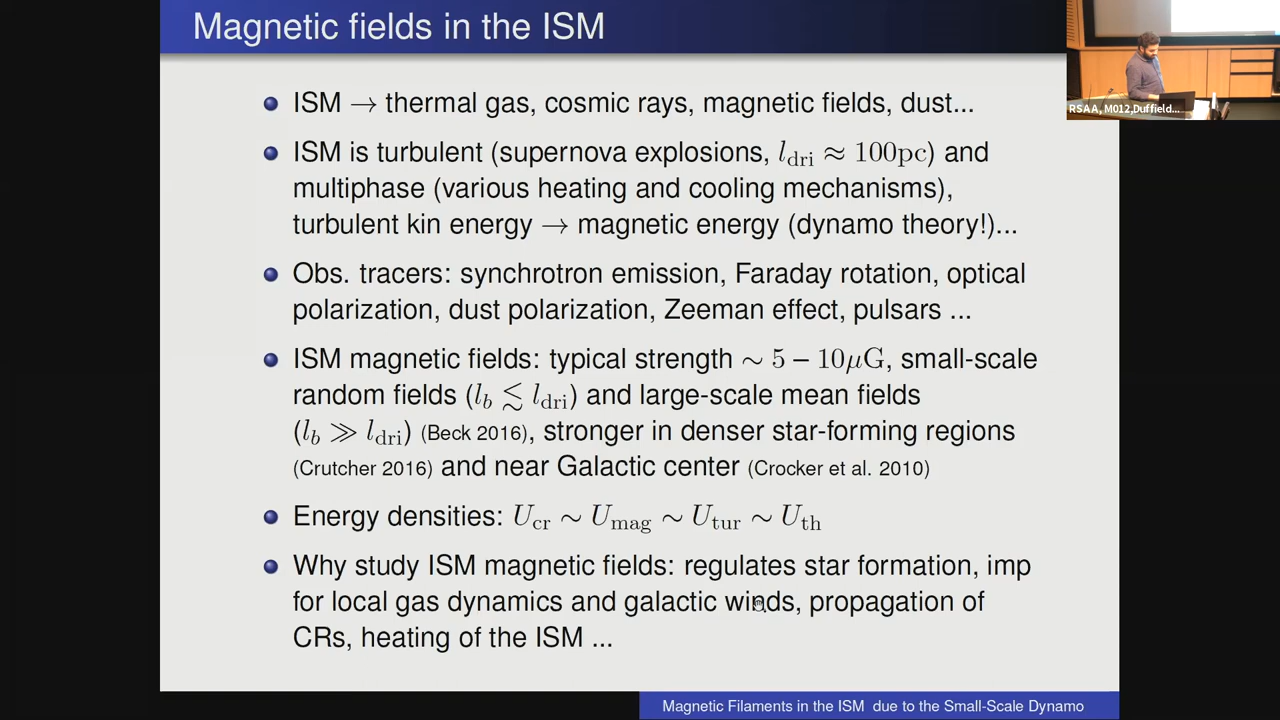 Magnetic fields in the ISM
ISM → thermal gas, cosmic rays, magnetic fields, dust...
ISM is turbulent (supernova explosions, l_dri ≈ 100pc) and
multiphase (various heating and cooling mechanisms),
turbulent kin energy → magnetic energy (dynamo theory!)...
Obs. tracers: synchrotron emission, Faraday rotation, optical
polarization, dust polarization, Zeeman effect, pulsars ...
ISM magnetic fields: typical strength ∼ 5 – 10μG, small-scale
random fields (l_b ≲ l_dri) and large-scale mean fields
(l_b ≫ l_dri) (Beck 2016), stronger in denser star-forming regions
(Crutcher 2016) and near Galactic center (Crocker et al. 2010)
Energy densities: U_cr ∼ U_mag ∼ U_tur ∼ U_th
Why study ISM magnetic fields: regulates star formation, imp
for local gas dynamics and galactic winds, propagation of
CRs, heating of the ISM ...
Magnetic Filaments in the ISM due to the Small-Scale Dynamo
RSAA, M012,Duffield...